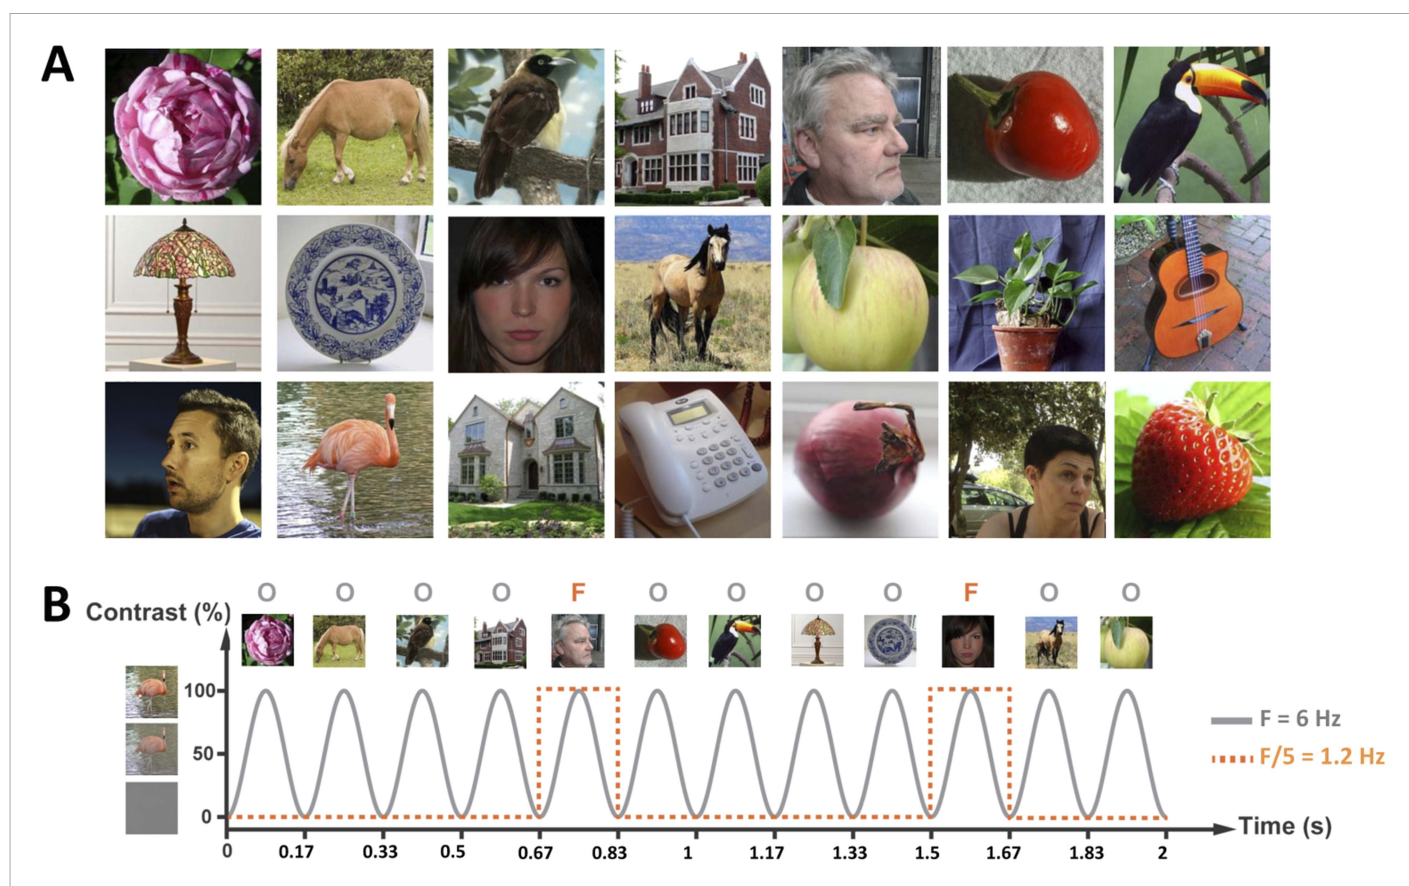 A
B
O O O O F O O O O F O O
Contrast (%)
100
50
0
F = 6 Hz
F/5 = 1.2 Hz
Time (s)
0 0.17 0.33 0.5 0.67 0.83 1 1.17 1.33 1.5 1.67 1.83 2